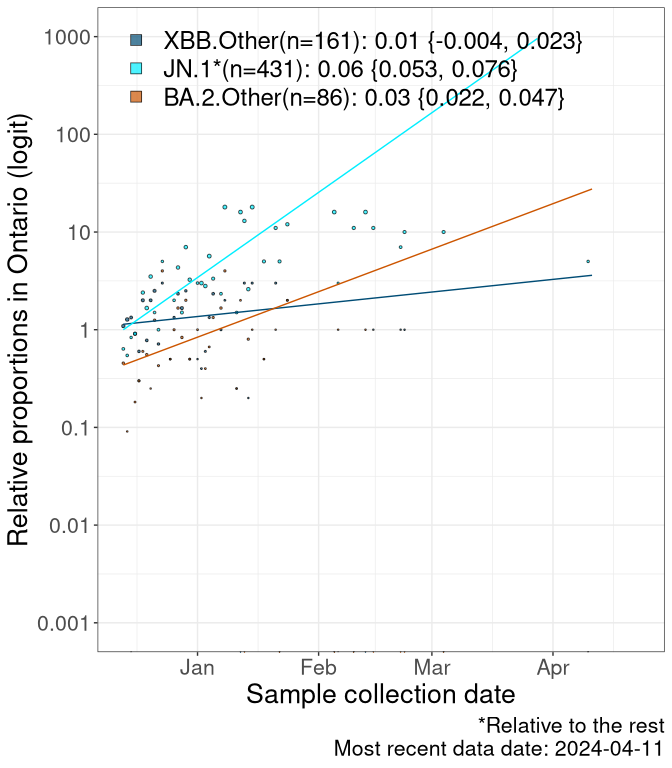 XBB.Other(n=161): 0.01 {-0.004, 0.023}
JN.1*(n=431): 0.06 {0.053, 0.076}
BA.2.Other(n=86): 0.03 {0.022, 0.047}
Relative proportions in Ontario (logit)
1000
100
10
1
0.1
0.01
0.001
Jan Feb Mar Apr
Sample collection date
*Relative to the rest
Most recent data date: 2024-04-11